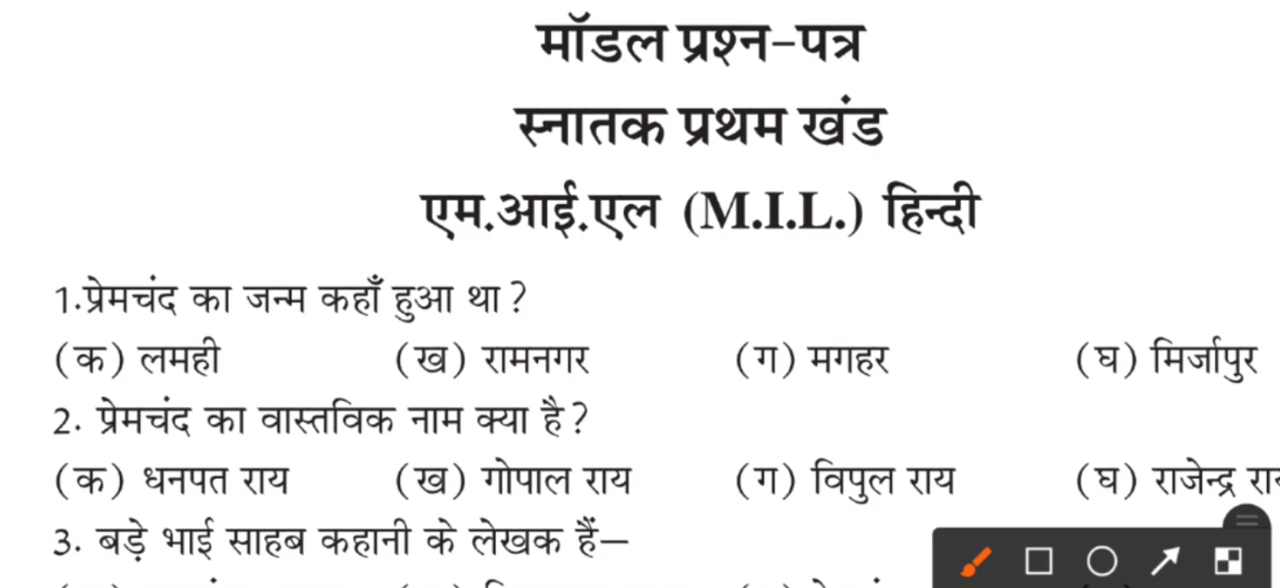 मॉडल प्रश्न-पत्र
स्नातक प्रथम खंड
एम.आई.एल (M.I.L.) हिन्दी
1.प्रेमचंद का जन्म कहाँ हुआ था?
(क) लमही (ख) रामनगर (ग) मगहर (घ) मिर्जापुर
2. प्रेमचंद का वास्तविक नाम क्या है?
(क) धनपत राय (ख) गोपाल राय (ग) विपुल राय (घ) राजेन्द्र
3. बड़े भाई साहब कहानी के लेखक हैं—